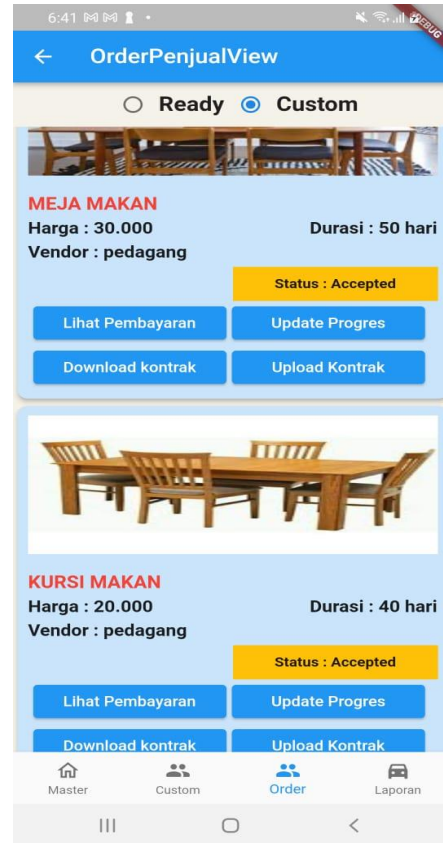 6:41
DEBUG
OrderPenjualView
Ready Custom
MEJA MAKAN
Harga : 30.000 Durasi : 50 hari
Vendor : pedagang
Status : Accepted
Lihat Pembayaran Update Progres
Download kontrak Upload Kontrak
KURSI MAKAN
Harga : 20.000 Durasi : 40 hari
Vendor : pedagang
Status : Accepted
Lihat Pembayaran Update Progres
Download kontrak Upload Kontrak
Master Custom Order Laporan